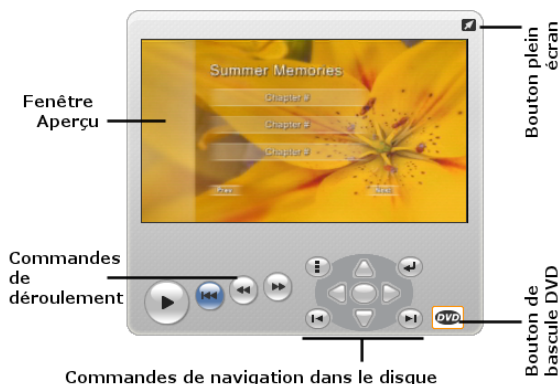 Bouton plein
écran
Summer Memories
Chapter #
Chapter #
Chapter #
Prev
Next
Fenêtre
Aperçu
Commandes
de
déroulement
DVD
Bouton de
bascule DVD
Commandes de navigation dans le disque